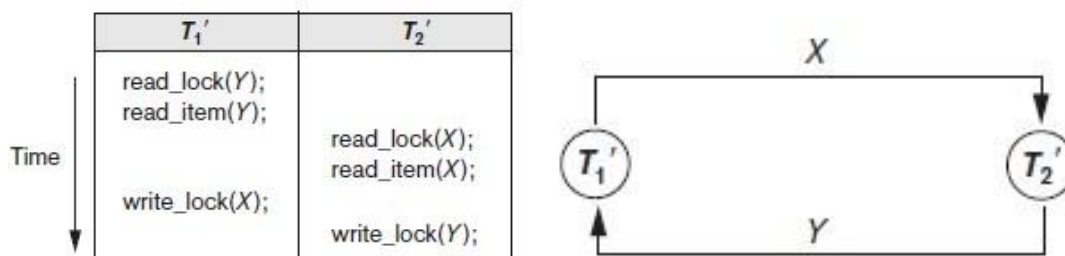 T₁′ T₂′
read_lock(Y);
read_item(Y);
read_lock(X);
read_item(X);
write_lock(X);
write_lock(Y);
Time
X
T₁′ T₂′
Y